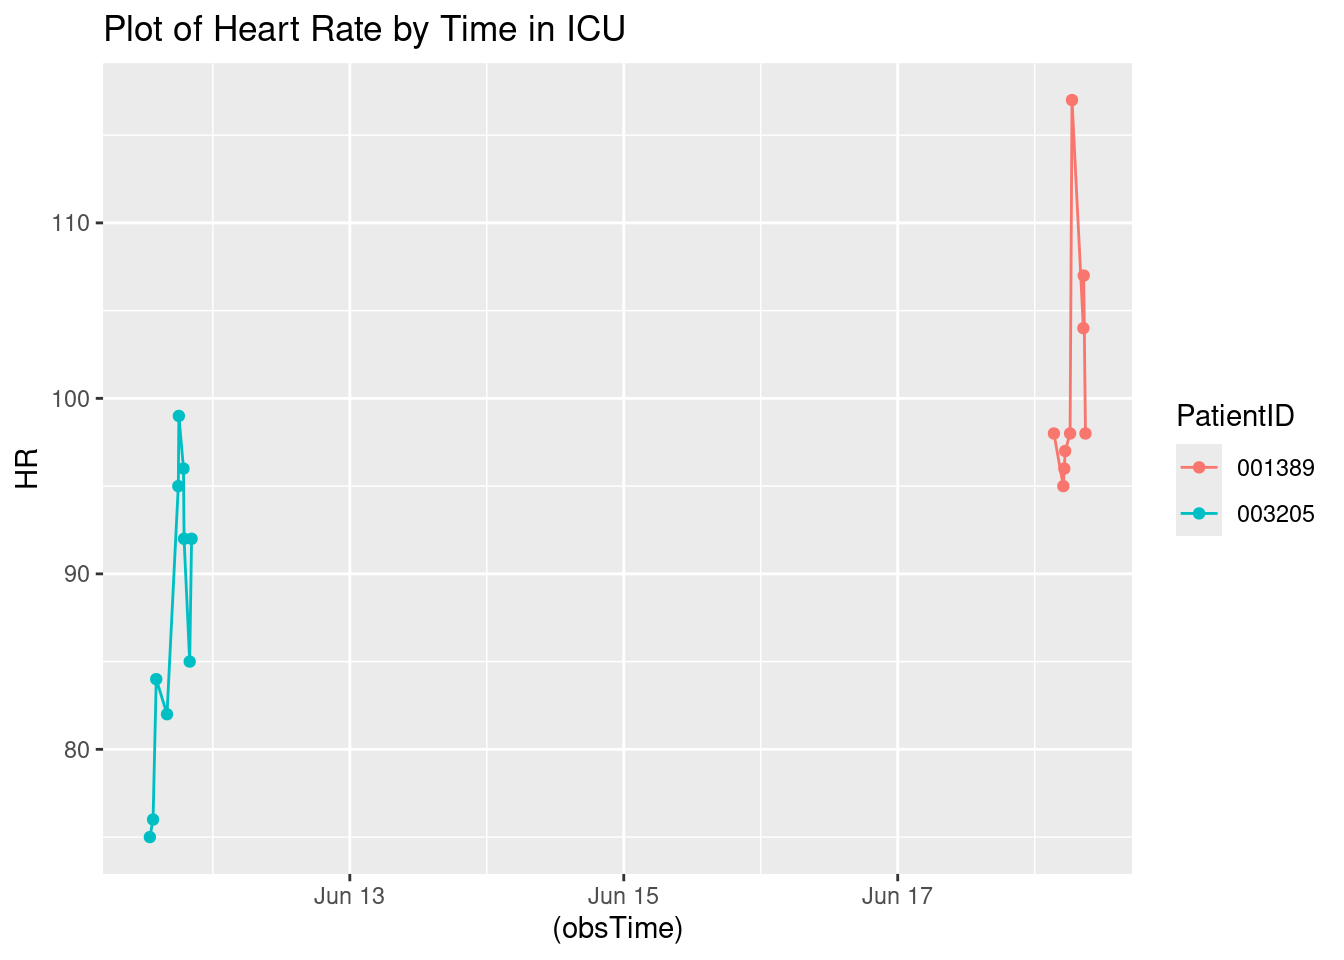 Plot of Heart Rate by Time in ICU
110
100
90
80
HR
Jun 13
Jun 15
Jun 17
(obsTime)
PatientID
001389
003205